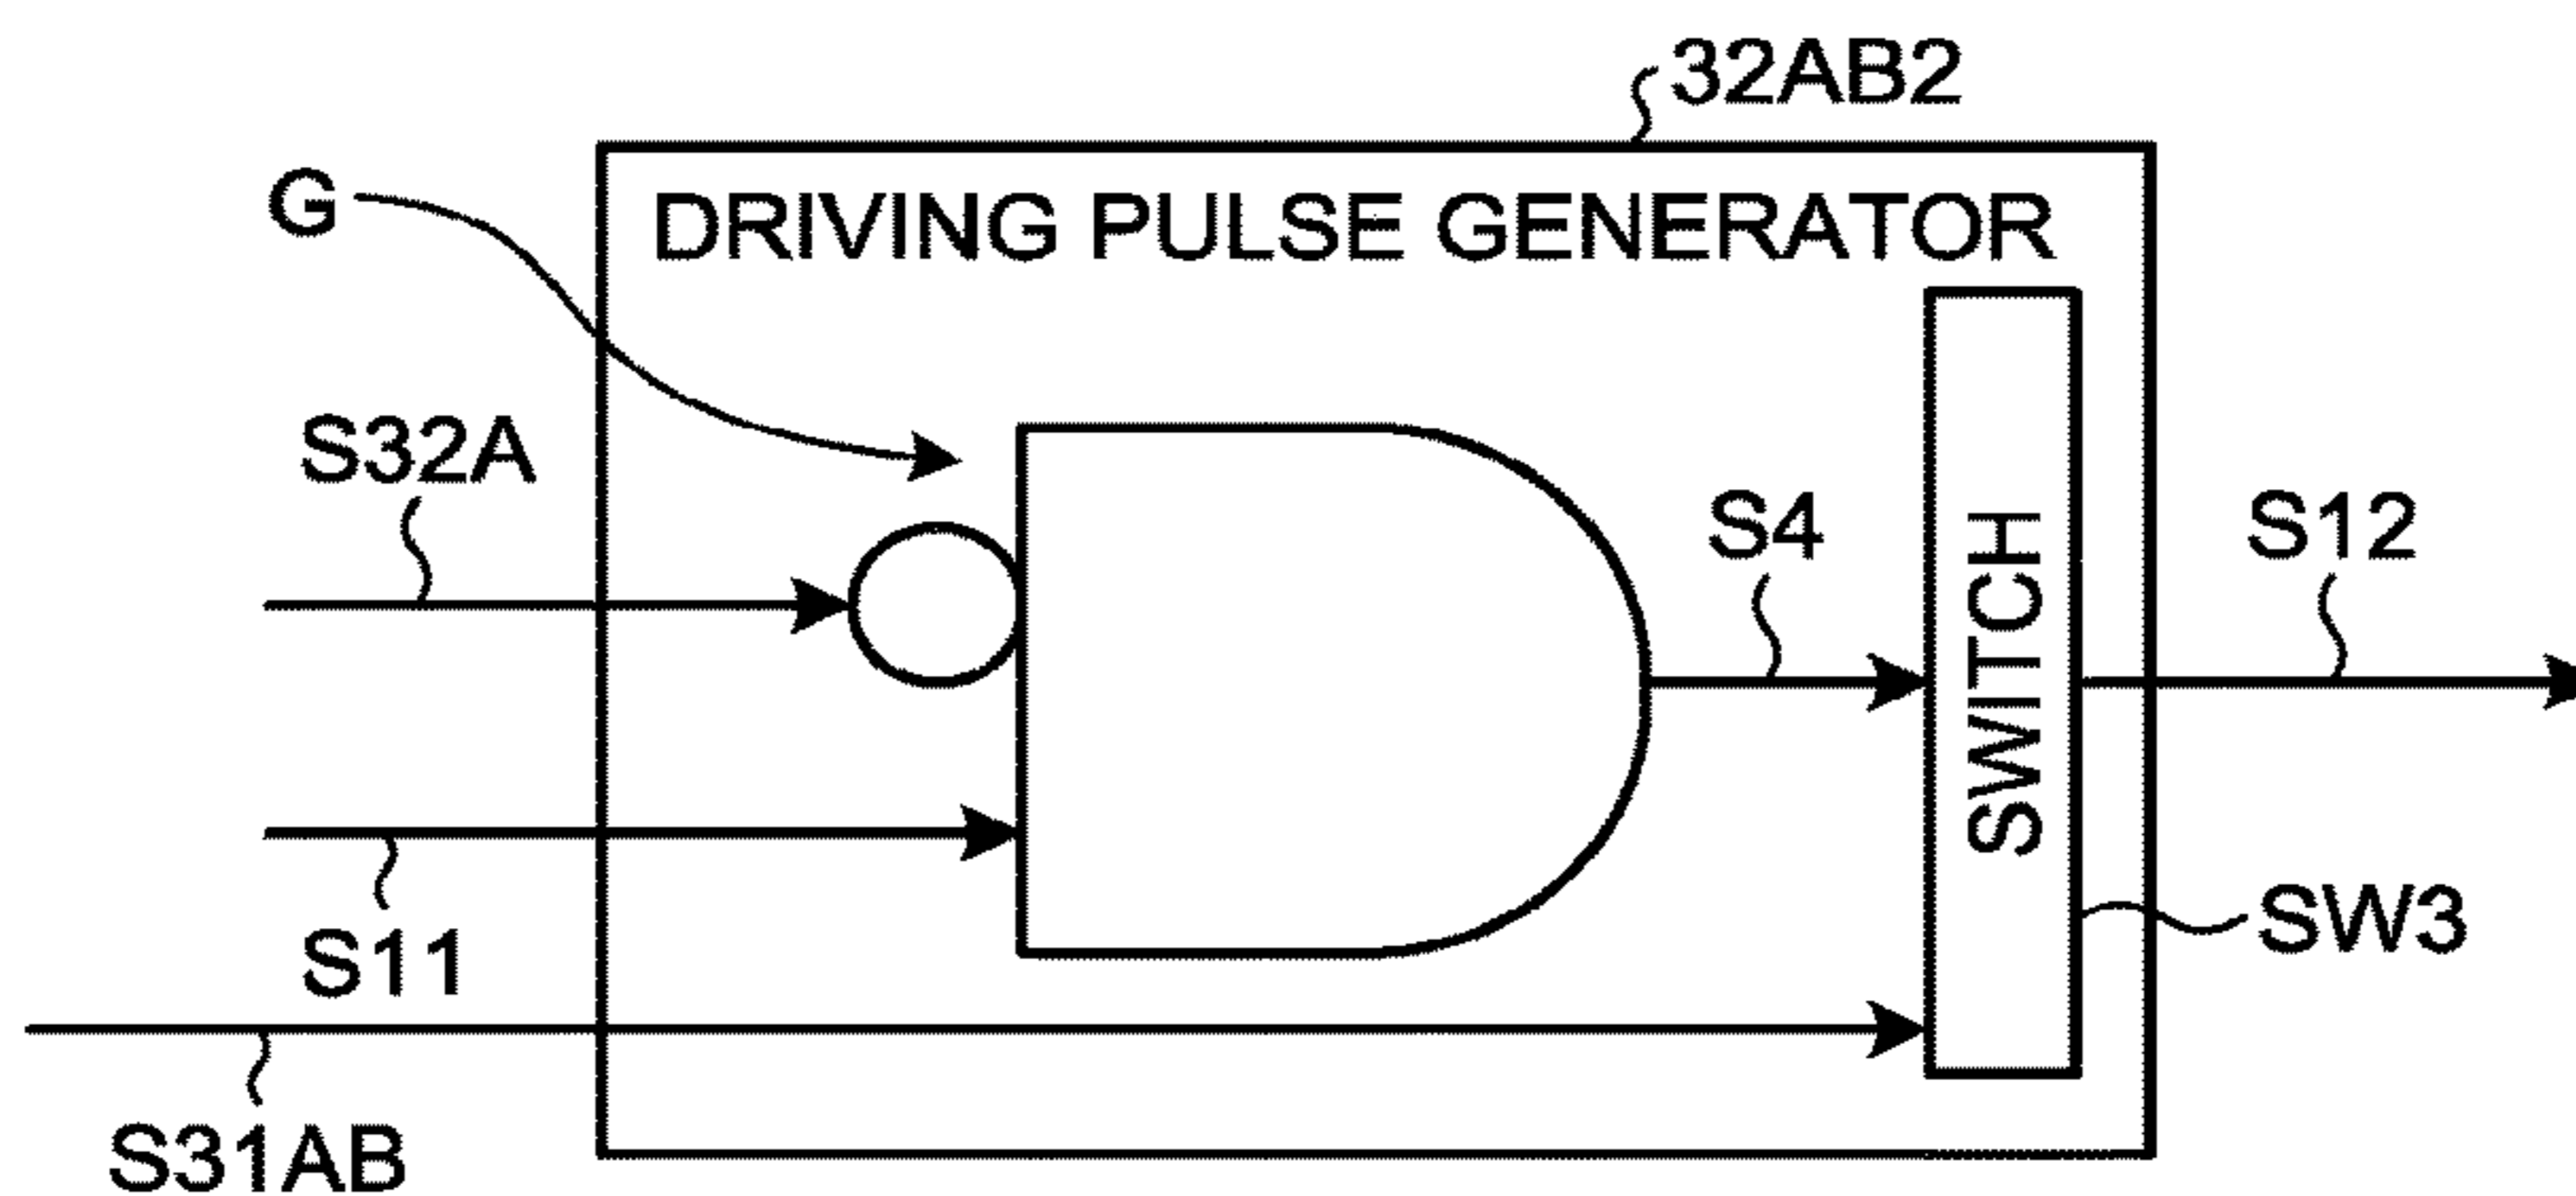 32AB2
G
DRIVING PULSE GENERATOR
S32A
S4
S12
SWITCH
S11
SW3
S31AB